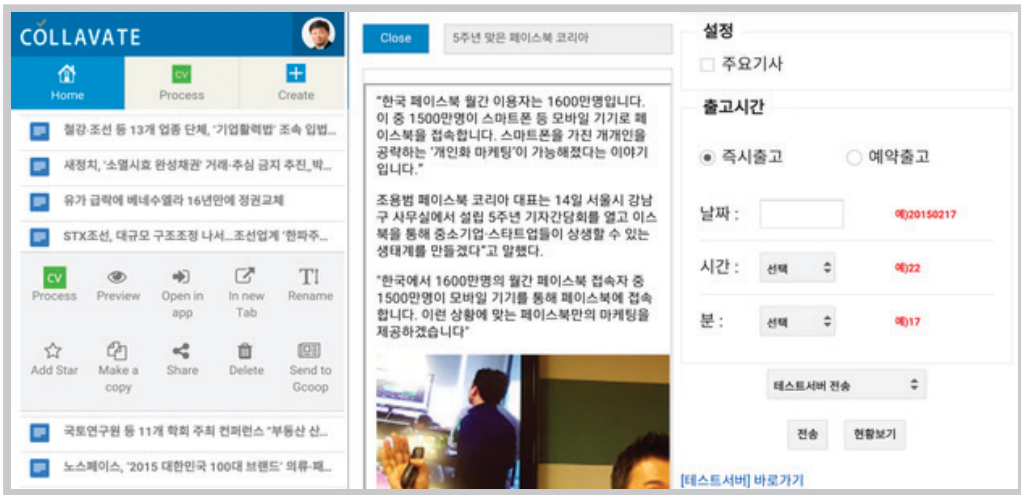 COLLAVATE
Home
CV
Process
Create
철강·조선 등 13개 업종 단체, '기업활력법' 조속 입법...
새정치, '소멸시효 완성채권' 거래·추심 금지 추진_박...
유가 급락에 베네수엘라 16년만에 정권교체
STX조선, 대규모 구조조정 나서...조선업계 '한파주...
CV
Process
Preview
Open in
app
In new
Tab
Rename
Add Star
Make a
copy
Share
Delete
Send to
Gcoop
국토연구원 등 11개 학회 주최 컨퍼런스 "부동산 산...
노스페이스, '2015 대한민국 100대 브랜드' 의류·패...
Close
5주년 맞은 페이스북 코리아
"한국 페이스북 월간 이용자는 1600만명입니다.
이 중 1500만명이 스마트폰 등 모바일 기기로 페
이스북을 접속합니다. 스마트폰을 가진 개개인을
공략하는 '개인화 마케팅'이 가능해졌다는 이야기
입니다."
조용범 페이스북 코리아 대표는 14일 서울시 강남
구 사무실에서 설립 5주년 기자간담회를 열고 이스
북을 통해 중소기업·스타트업들이 상생할 수 있는
생태계를 만들겠다"고 말했다.
"한국에서 1600만명의 월간 페이스북 접속자 중
1500만명이 모바일 기기를 통해 페이스북에 접속
합니다. 이런 상황에 맞는 페이스북만의 마케팅을
제공하겠습니다"
설정
주요기사
출고시간
즉시출고
예약출고
날짜 :
예)20150217
시간 :
선택
예)22
분 :
선택
예)17
테스트서버 전송
전송
현황보기
[테스트서버] 바로가기